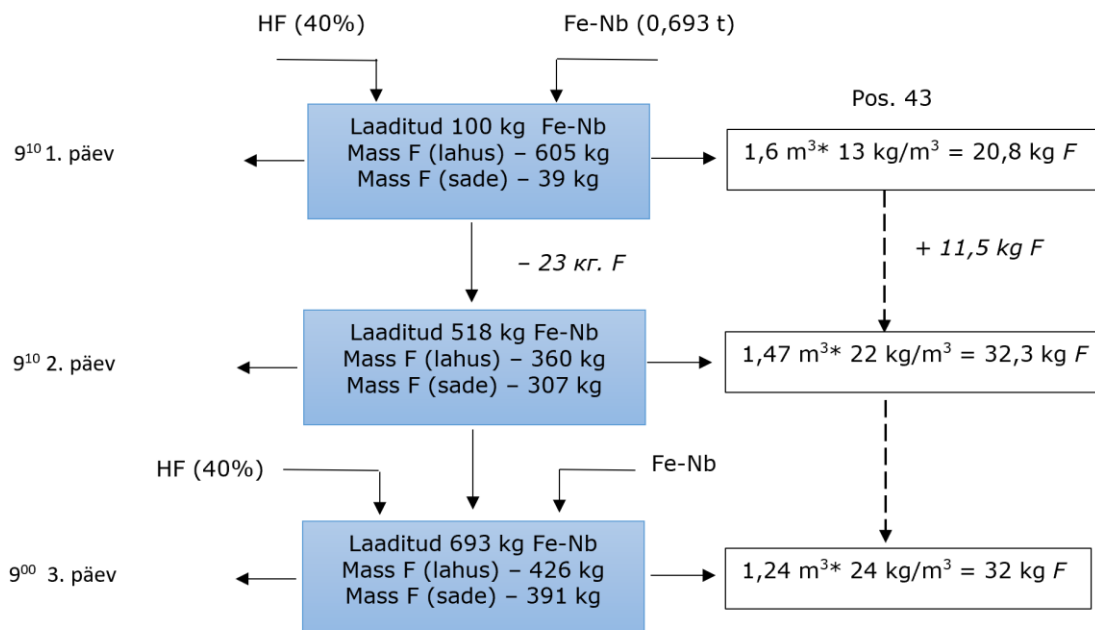 HF (40%)
Fe-Nb (0,693 t)
Pos. 43
9¹⁰ 1. päev
Laaditud 100 kg Fe-Nb
Mass F (lahus) – 605 kg
Mass F (sade) – 39 kg
1,6 m³* 13 kg/m³ = 20,8 kg F
– 23 кг. F
+ 11,5 kg F
9¹⁰ 2. päev
Laaditud 518 kg Fe-Nb
Mass F (lahus) – 360 kg
Mass F (sade) – 307 kg
1,47 m³* 22 kg/m³ = 32,3 kg F
HF (40%)
Fe-Nb
9⁰⁰ 3. päev
Laaditud 693 kg Fe-Nb
Mass F (lahus) – 426 kg
Mass F (sade) – 391 kg
1,24 m³* 24 kg/m³ = 32 kg F